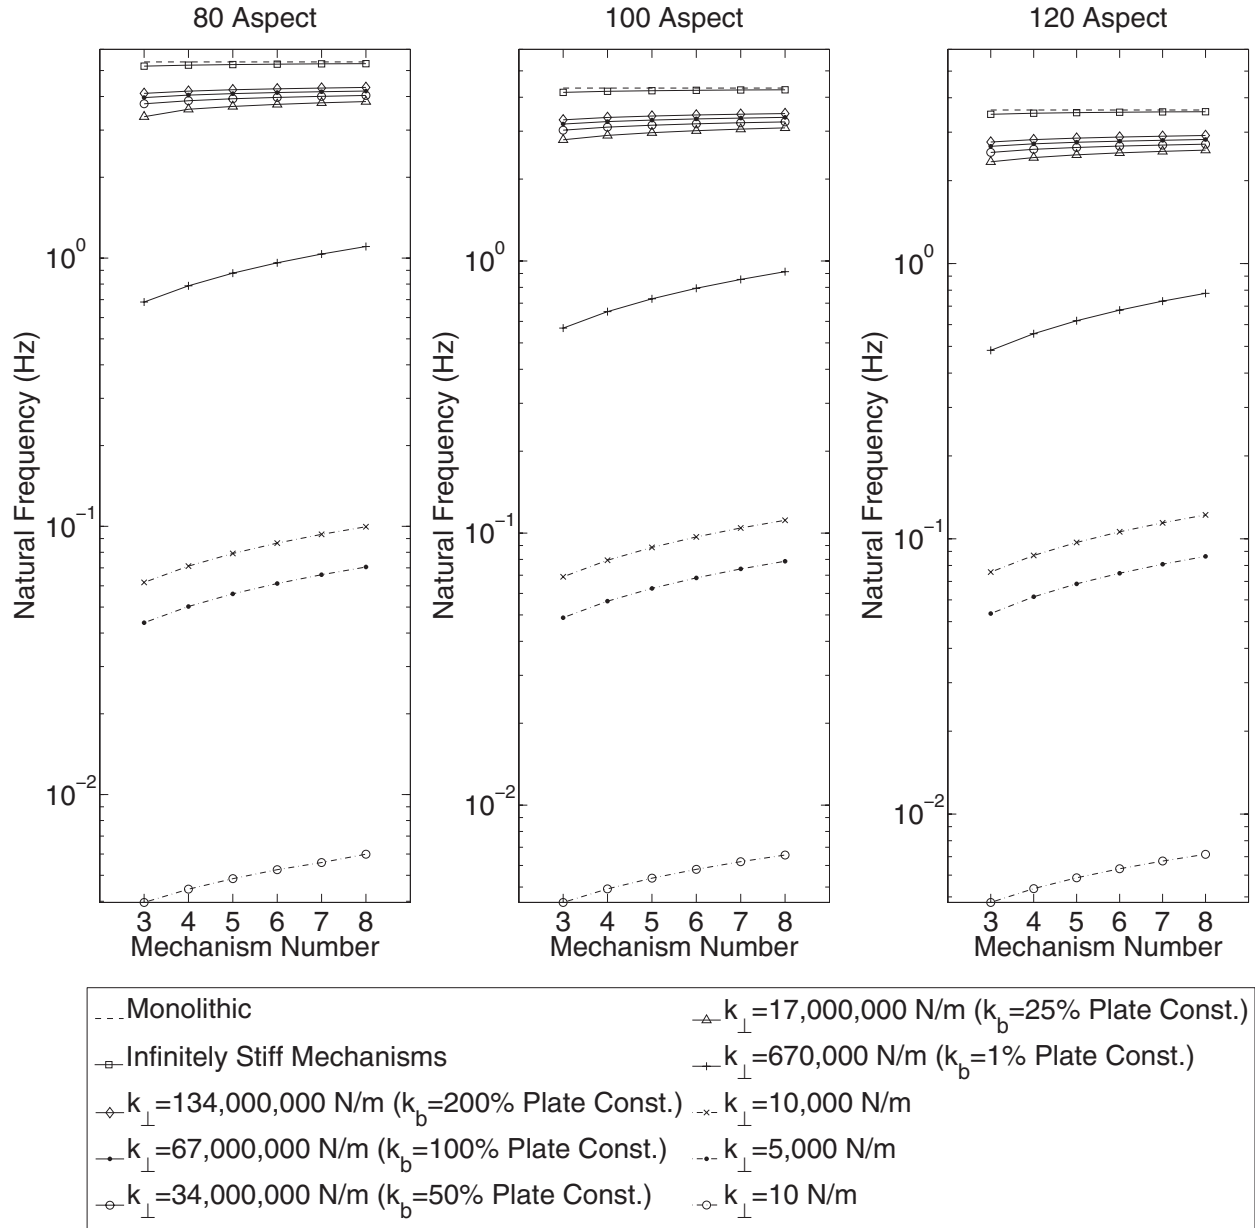 80 Aspect
100 Aspect
120 Aspect
Natural Frequency (Hz)
10^0
10^−1
10^−2
3 4 5 6 7 8
Mechanism Number
Natural Frequency (Hz)
10^0
10^−1
10^−2
3 4 5 6 7 8
Mechanism Number
Natural Frequency (Hz)
10^0
10^−1
10^−2
3 4 5 6 7 8
Mechanism Number
Monolithic
Infinitely Stiff Mechanisms
k⊥=134,000,000 N/m (k_b=200% Plate Const.)
k⊥=67,000,000 N/m (k_b=100% Plate Const.)
k⊥=34,000,000 N/m (k_b=50% Plate Const.)
k⊥=17,000,000 N/m (k_b=25% Plate Const.)
k⊥=670,000 N/m (k_b=1% Plate Const.)
k⊥=10,000 N/m
k⊥=5,000 N/m
k⊥=10 N/m